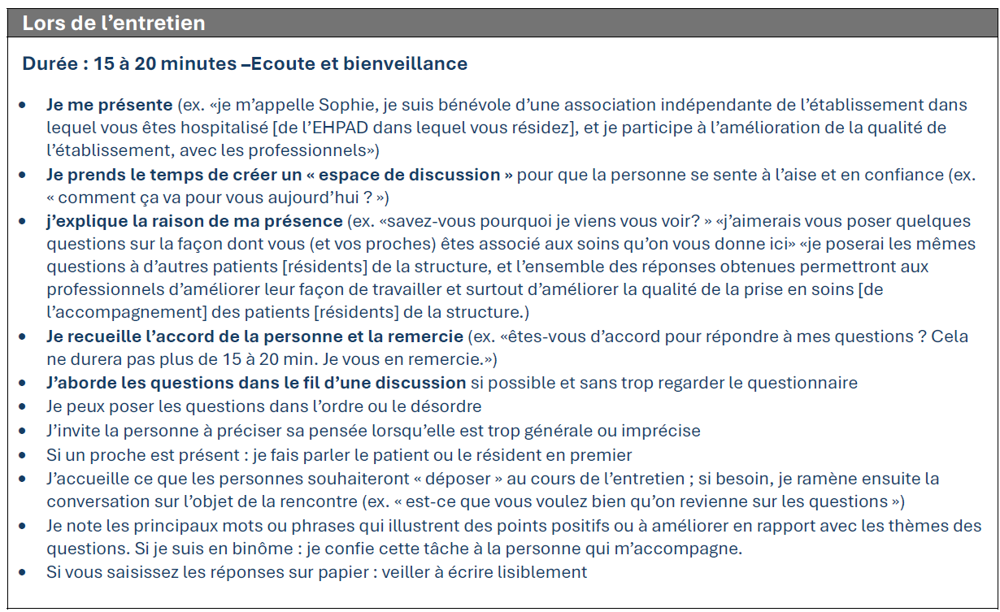 Lors de l’entretien
Durée : 15 à 20 minutes –Ecoute et bienveillance
• Je me présente (ex. «je m’appelle Sophie, je suis bénévole d’une association indépendante de l’établissement dans
lequel vous êtes hospitalisé [de l’EHPAD dans lequel vous résidez], et je participe à l’amélioration de la qualité de
l’établissement, avec les professionnels»)
• Je prends le temps de créer un « espace de discussion » pour que la personne se sente à l’aise et en confiance (ex.
« comment ça va pour vous aujourd’hui ? »)
• j’explique la raison de ma présence (ex. «savez-vous pourquoi je viens vous voir? » «j’aimerais vous poser quelques
questions sur la façon dont vous (et vos proches) êtes associé aux soins qu’on vous donne ici» «je poserai les mêmes
questions à d’autres patients [résidents] de la structure, et l’ensemble des réponses obtenues permettront aux
professionnels d’améliorer leur façon de travailler et surtout d’améliorer la qualité de la prise en soins [de
l’accompagnement] des patients [résidents] de la structure.)
• Je recueille l’accord de la personne et la remercie (ex. «êtes-vous d’accord pour répondre à mes questions ? Cela
ne durera pas plus de 15 à 20 min. Je vous en remercie.»)
• J’aborde les questions dans le fil d’une discussion si possible et sans trop regarder le questionnaire
• Je peux poser les questions dans l’ordre ou le désordre
• J’invite la personne à préciser sa pensée lorsqu’elle est trop générale ou imprécise
• Si un proche est présent : je fais parler le patient ou le résident en premier
• J’accueille ce que les personnes souhaiteront « déposer » au cours de l’entretien ; si besoin, je ramène ensuite la
conversation sur l’objet de la rencontre (ex. « est-ce que vous voulez bien qu’on revienne sur les questions »)
• Je note les principaux mots ou phrases qui illustrent des points positifs ou à améliorer en rapport avec les thèmes des
questions. Si je suis en binôme : je confie cette tâche à la personne qui m’accompagne.
• Si vous saisissez les réponses sur papier : veiller à écrire lisiblement